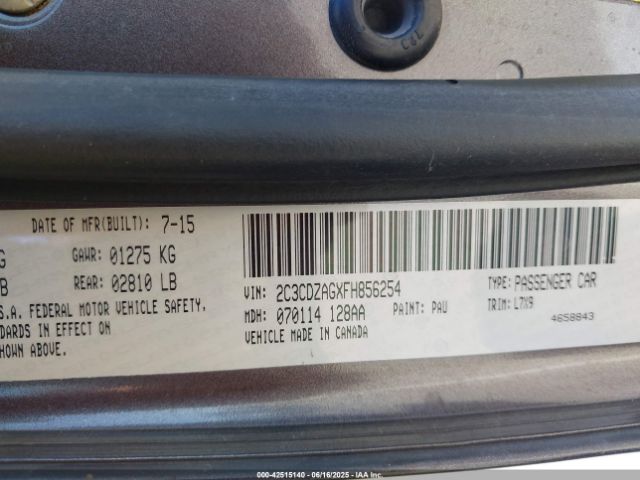 DATE OF MFR(BUILT): 7-15
G GAWR: 01275 KG
B REAR: 02810 LB
S.A. FEDERAL MOTOR VEHICLE SAFETY,
DARDS IN EFFECT ON
SHOWN ABOVE.
VIN: 2C3CDZAGXFH856254
TYPE: PASSENGER CAR
MDH: 070114 128AA PAINT: PAU TRIM: L7X9
VEHICLE MADE IN CANADA
4658843
000-42515140 - 06/16/2025 - IAA Inc.